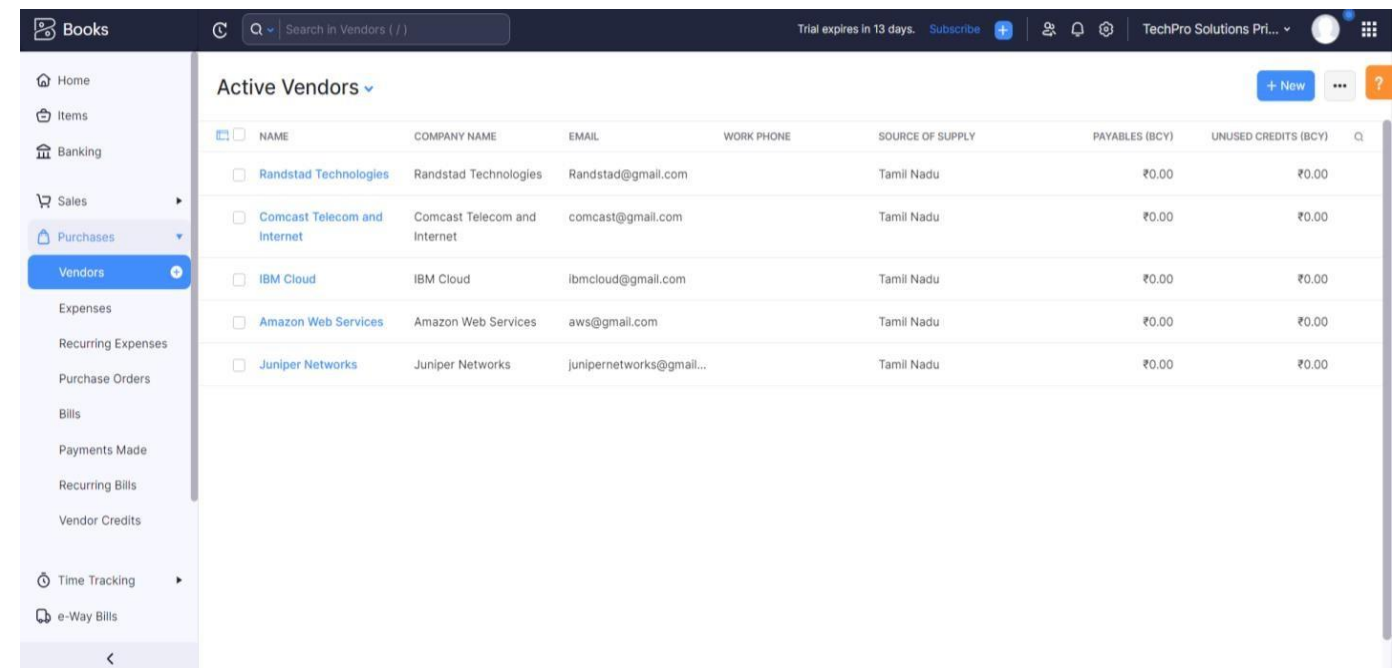 Books
Search in Vendors ( / )
Trial expires in 13 days. Subscribe
TechPro Solutions Pri...
Home
Items
Banking
Sales
Purchases
Vendors
Expenses
Recurring Expenses
Purchase Orders
Bills
Payments Made
Recurring Bills
Vendor Credits
Time Tracking
e-Way Bills
Active Vendors
+ New
?
NAME COMPANY NAME EMAIL WORK PHONE SOURCE OF SUPPLY PAYABLES (BCY) UNUSED CREDITS (BCY)
Randstad Technologies Randstad Technologies Randstad@gmail.com Tamil Nadu ₹0.00 ₹0.00
Comcast Telecom and Comcast Telecom and comcast@gmail.com Tamil Nadu ₹0.00 ₹0.00
Internet Internet
IBM Cloud IBM Cloud ibmcloud@gmail.com Tamil Nadu ₹0.00 ₹0.00
Amazon Web Services Amazon Web Services aws@gmail.com Tamil Nadu ₹0.00 ₹0.00
Juniper Networks Juniper Networks junipernetworks@gmail... Tamil Nadu ₹0.00 ₹0.00